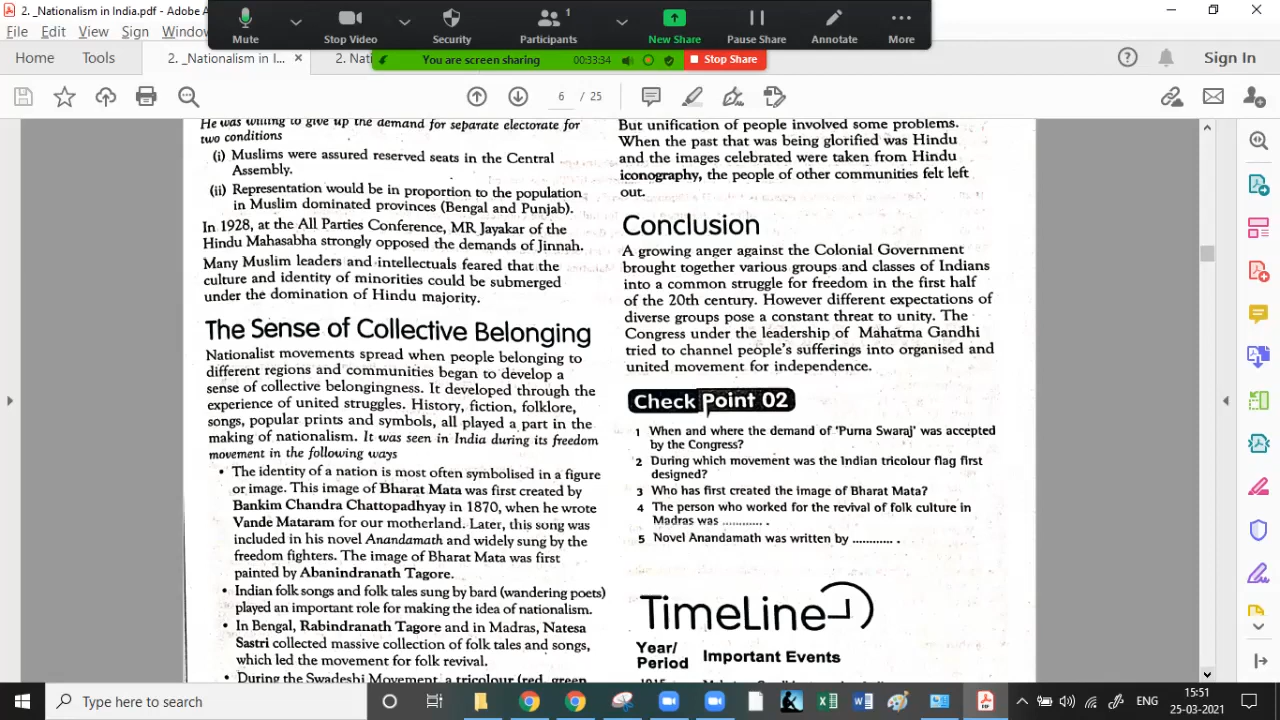 2. _Nationalism in India.pdf - Adobe A
File Edit View Sign Window
Mute
Stop Video
Security
Participants
1
New Share
Pause Share
Annotate
More
You are screen sharing
00:33:34
Stop Share
Home
Tools
2. _Nationalism in I...
2. Nati
Sign In
6 / 25
He was willing to give up the demand for separate electorate for
two conditions
(i) Muslims were assured reserved seats in the Central
Assembly.
(ii) Representation would be in proportion to the population
in Muslim dominated provinces (Bengal and Punjab).
In 1928, at the All Parties Conference, MR Jayakar of the
Hindu Mahasabha strongly opposed the demands of Jinnah.
Many Muslim leaders and intellectuals feared that the
culture and identity of minorities could be submerged
under the domination of Hindu majority.
The Sense of Collective Belonging
Nationalist movements spread when people belonging to
different regions and communities began to develop a
sense of collective belongingness. It developed through the
experience of united struggles. History, fiction, folklore,
songs, popular prints and symbols, all played a part in the
making of nationalism. It was seen in India during its freedom
movement in the following ways
• The identity of a nation is most often symbolised in a figure
or image. This image of Bharat Mata was first created by
Bankim Chandra Chattopadhyay in 1870, when he wrote
Vande Mataram for our motherland. Later, this song was
included in his novel Anandamath and widely sung by the
freedom fighters. The image of Bharat Mata was first
painted by Abanindranath Tagore.
• Indian folk songs and folk tales sung by bard (wandering poets)
played an important role for making the idea of nationalism.
• In Bengal, Rabindranath Tagore and in Madras, Natesa
Sastri collected massive collection of folk tales and songs,
which led the movement for folk revival.
• During the Swadeshi Movement, a tricolour (red, green
But unification of people involved some problems.
When the past that was being glorified was Hindu
and the images celebrated were taken from Hindu
iconography, the people of other communities felt left
out.
Conclusion
A growing anger against the Colonial Government
brought together various groups and classes of Indians
into a common struggle for freedom in the first half
of the 20th century. However different expectations of
diverse groups pose a constant threat to unity. The
Congress under the leadership of Mahatma Gandhi
tried to channel people's sufferings into organised and
united movement for independence.
Check Point 02
1 When and where the demand of 'Purna Swaraj' was accepted
by the Congress?
2 During which movement was the Indian tricolour flag first
designed?
3 Who has first created the image of Bharat Mata?
4 The person who worked for the revival of folk culture in
Madras was ............ .
5 Novel Anandamath was written by ............ .
TimeLine
Year/
Period
Important Events
Type here to search
ENG
15:51
25-03-2021